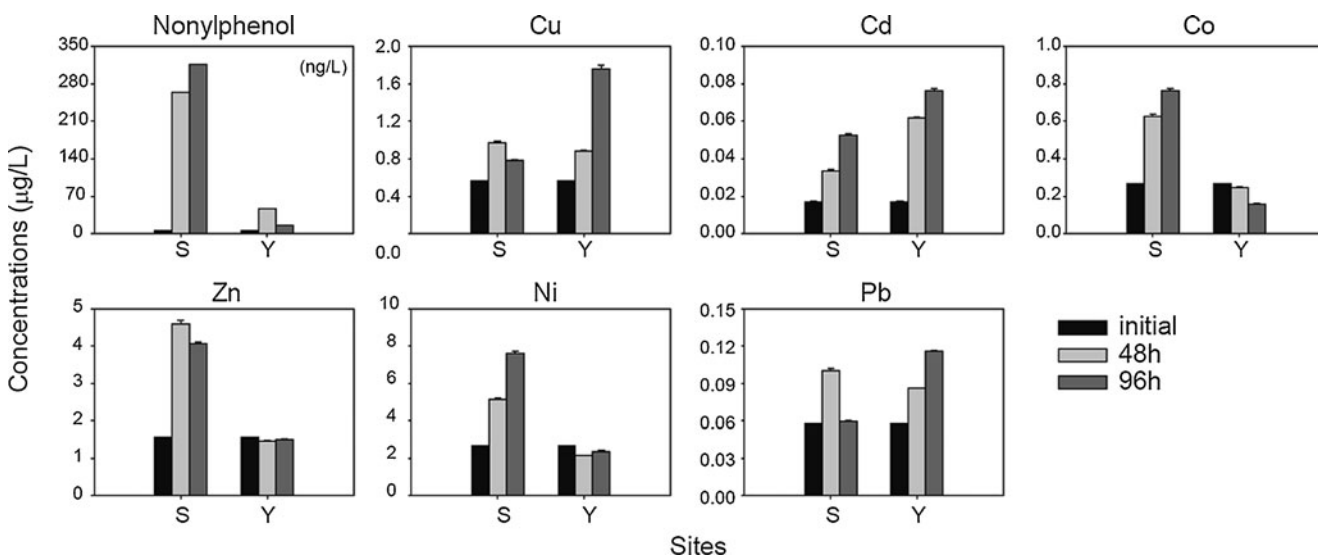 Nonylphenol
Cu
Cd
Co
350
280
210
140
70
0
(ng/L)
S Y
2.0
1.6
1.2
0.8
0.4
0.0
S Y
0.10
0.08
0.06
0.04
0.02
0.00
S Y
1.0
0.8
0.6
0.4
0.2
0.0
S Y
Concentrations (µg/L)
Zn
Ni
Pb
5
4
3
2
1
0
S Y
10
8
6
4
2
0
S Y
0.15
0.12
0.09
0.06
0.03
0.00
S Y
initial
48h
96h
Sites